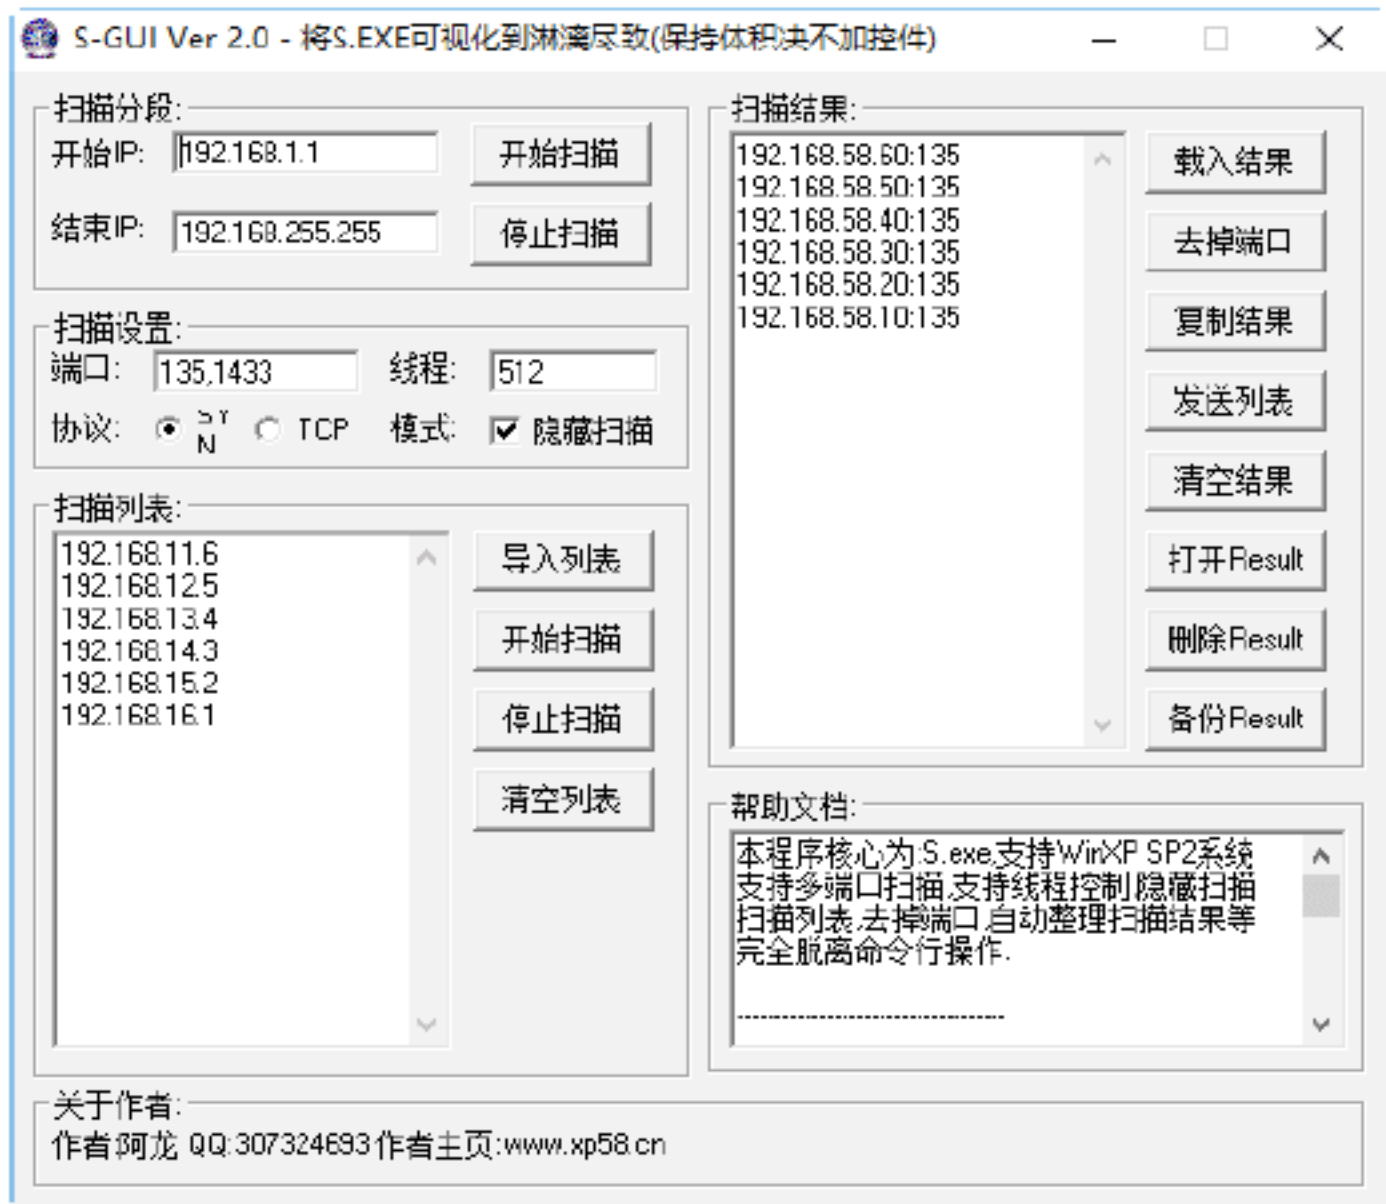 S-GUI Ver 2.0 - 将S.EXE可视化到淋漓尽致(保持体积决不加控件)
扫描分段:
开始IP: 192.168.1.1 开始扫描
结束IP: 192.168.255.255 停止扫描
扫描设置:
端口: 135,1433 线程: 512
协议: SYN TCP 模式: 隐藏扫描
扫描列表:
192.168.11.6
192.168.12.5
192.168.13.4
192.168.14.3
192.168.15.2
192.168.16.1
导入列表
开始扫描
停止扫描
清空列表
扫描结果:
192.168.58.60:135
192.168.58.50:135
192.168.58.40:135
192.168.58.30:135
192.168.58.20:135
192.168.58.10:135
载入结果
去掉端口
复制结果
发送列表
清空结果
打开Result
删除Result
备份Result
帮助文档:
本程序核心为:S.exe,支持WinXP SP2系统
支持多端口扫描,支持线程控制,隐藏扫描
扫描列表,去掉端口,自动整理扫描结果等
完全脱离命令行操作.
------------------------------------
关于作者:
作者:阿龙 QQ:307324693 作者主页:www.xp58.cn